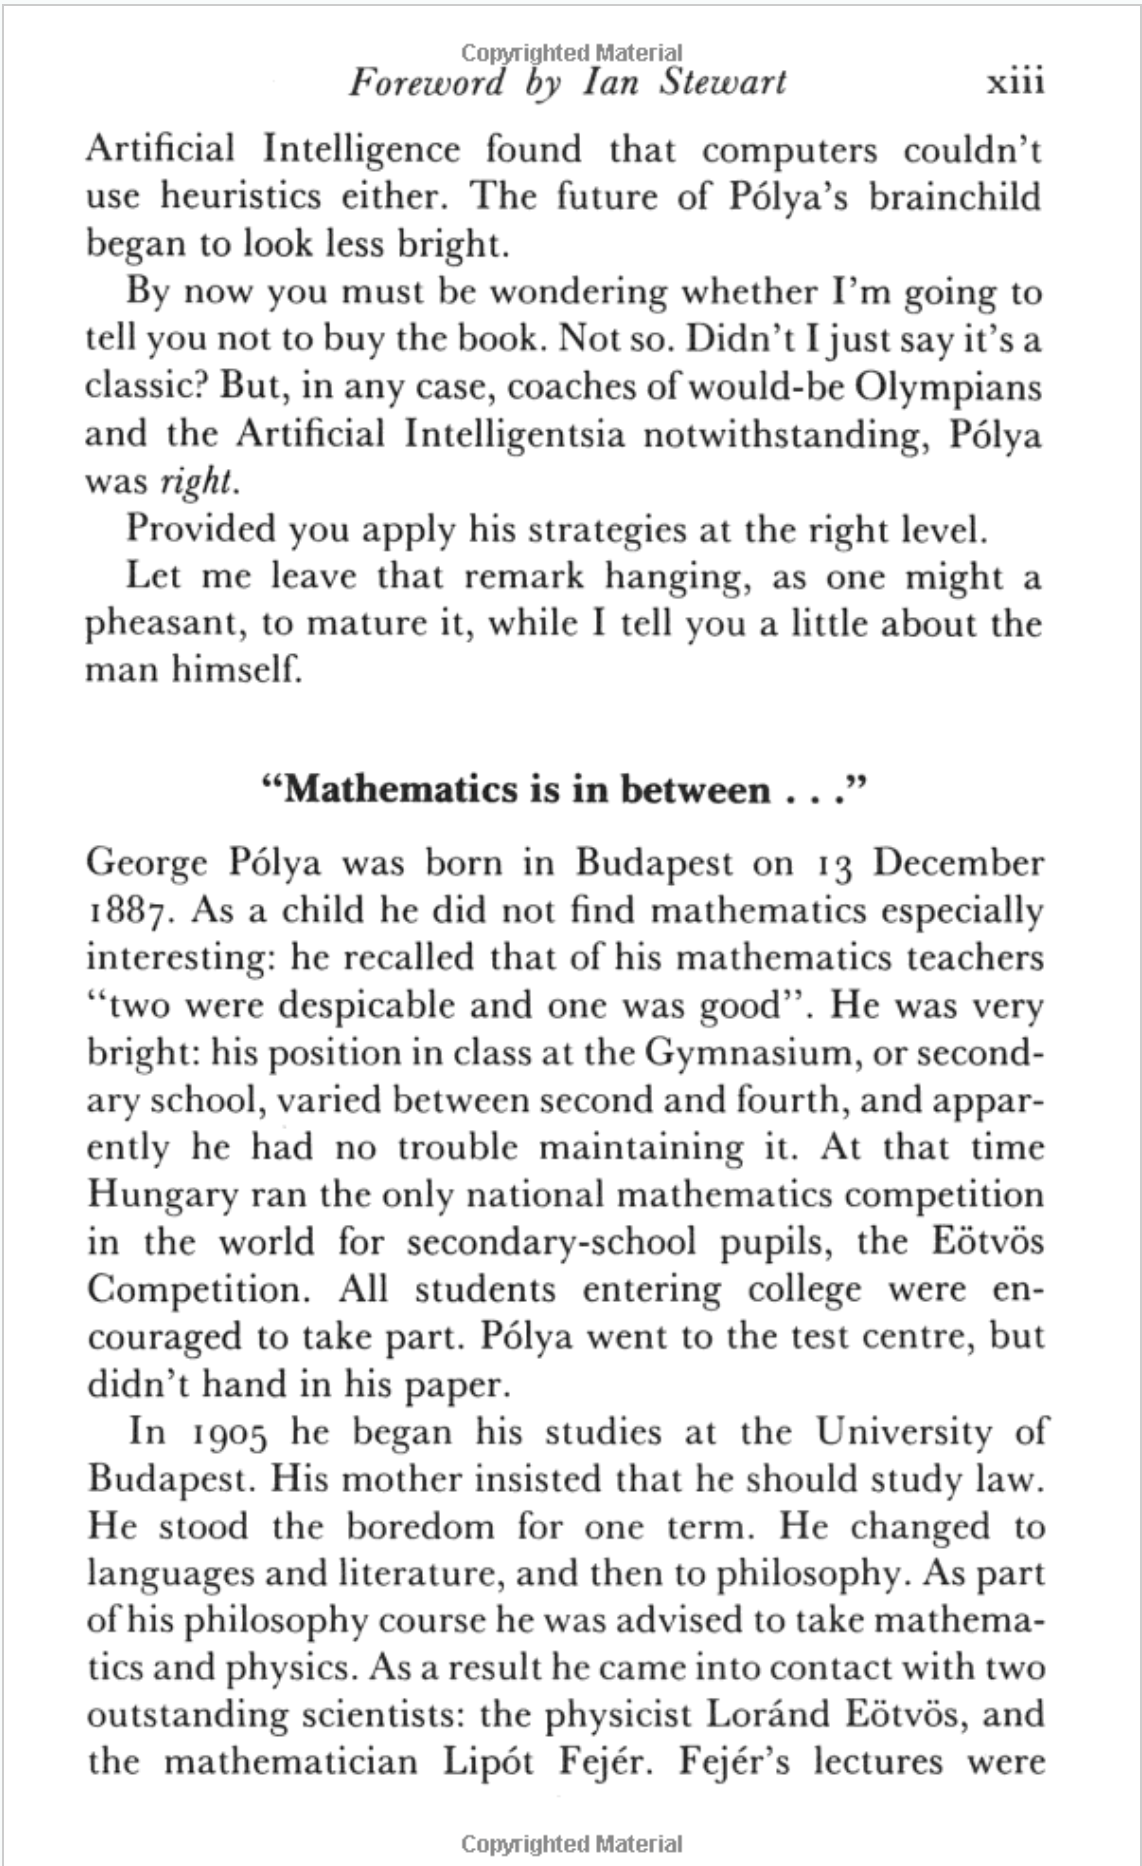 Copyrighted Material
Foreword by Ian Stewart xiii
Artificial Intelligence found that computers couldn't
use heuristics either. The future of Pólya's brainchild
began to look less bright.
By now you must be wondering whether I'm going to
tell you not to buy the book. Not so. Didn't I just say it's a
classic? But, in any case, coaches of would-be Olympians
and the Artificial Intelligentsia notwithstanding, Pólya
was right.
Provided you apply his strategies at the right level.
Let me leave that remark hanging, as one might a
pheasant, to mature it, while I tell you a little about the
man himself.
“Mathematics is in between . . .”
George Pólya was born in Budapest on 13 December
1887. As a child he did not find mathematics especially
interesting: he recalled that of his mathematics teachers
“two were despicable and one was good”. He was very
bright: his position in class at the Gymnasium, or second-
ary school, varied between second and fourth, and appar-
ently he had no trouble maintaining it. At that time
Hungary ran the only national mathematics competition
in the world for secondary-school pupils, the Eötvös
Competition. All students entering college were en-
couraged to take part. Pólya went to the test centre, but
didn't hand in his paper.
In 1905 he began his studies at the University of
Budapest. His mother insisted that he should study law.
He stood the boredom for one term. He changed to
languages and literature, and then to philosophy. As part
of his philosophy course he was advised to take mathema-
tics and physics. As a result he came into contact with two
outstanding scientists: the physicist Loránd Eötvös, and
the mathematician Lipót Fejér. Fejér's lectures were
Copyrighted Material